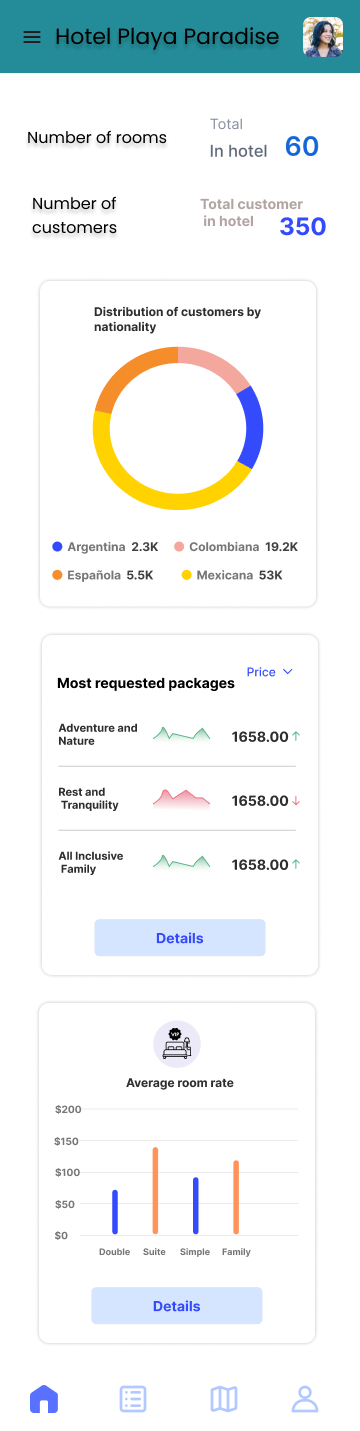 Hotel Playa Paradise
Number of rooms
Total
In hotel 60
Number of
customers
Total customer
in hotel 350
Distribution of customers by
nationality
Argentina 2.3K Colombiana 19.2K
Española 5.5K Mexicana 53K
Price
Most requested packages
Adventure and
Nature
1658.00
Rest and
Tranquility
1658.00
All Inclusive
Family
1658.00
Details
VIP
Average room rate
$200
$150
$100
$50
$0
Double Suite Simple Family
Details